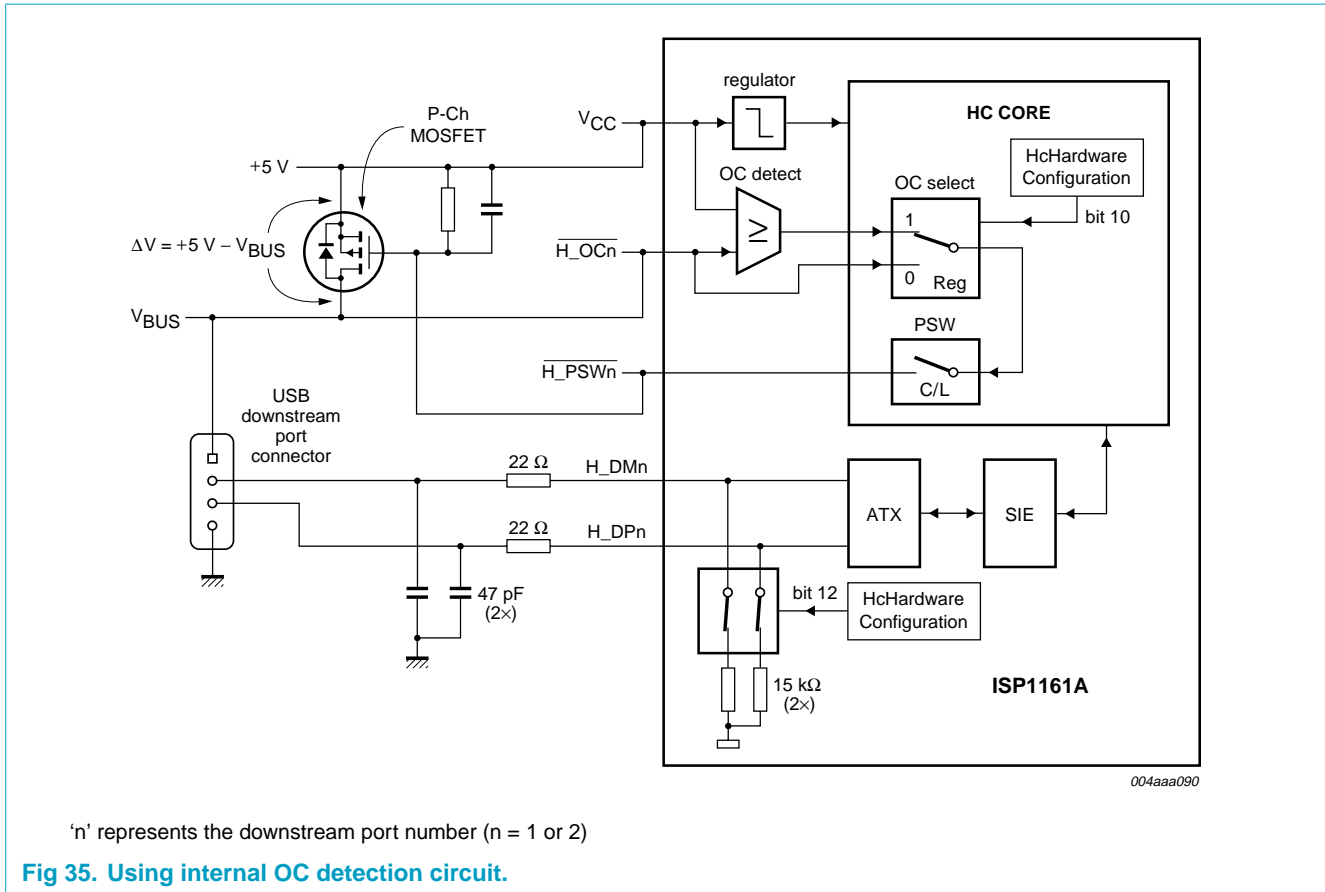 regulator
P-Ch
MOSFET
VCC
HC CORE
+5 V
OC detect
HcHardware
Configuration
OC select
bit 10
1
≥
ΔV = +5 V − VBUS
H_OCn
0
Reg
VBUS
PSW
H_PSWn
C/L
USB
downstream
port
connector
22 Ω
H_DMn
ATX
SIE
22 Ω
H_DPn
47 pF
(2×)
bit 12
HcHardware
Configuration
15 kΩ
(2×)
ISP1161A
004aaa090
‘n’ represents the downstream port number (n = 1 or 2)
Fig 35. Using internal OC detection circuit.